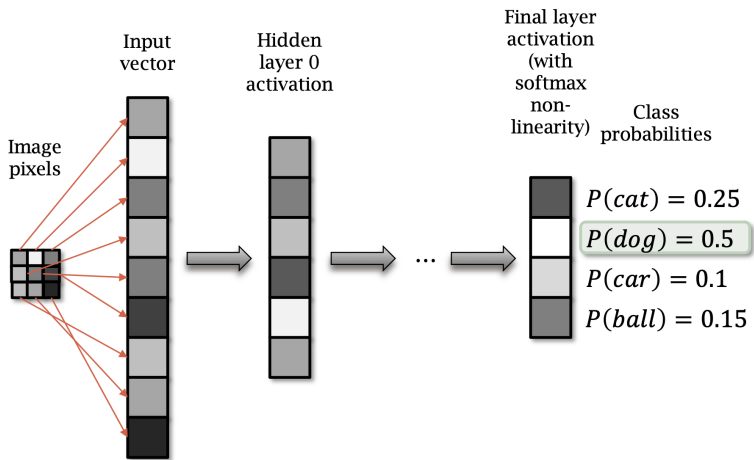 Image
pixels
Input
vector
Hidden
layer 0
activation
...
Final layer
activation
(with
softmax
non-
linearity)
Class
probabilities
P(cat) = 0.25
P(dog) = 0.5
P(car) = 0.1
P(ball) = 0.15